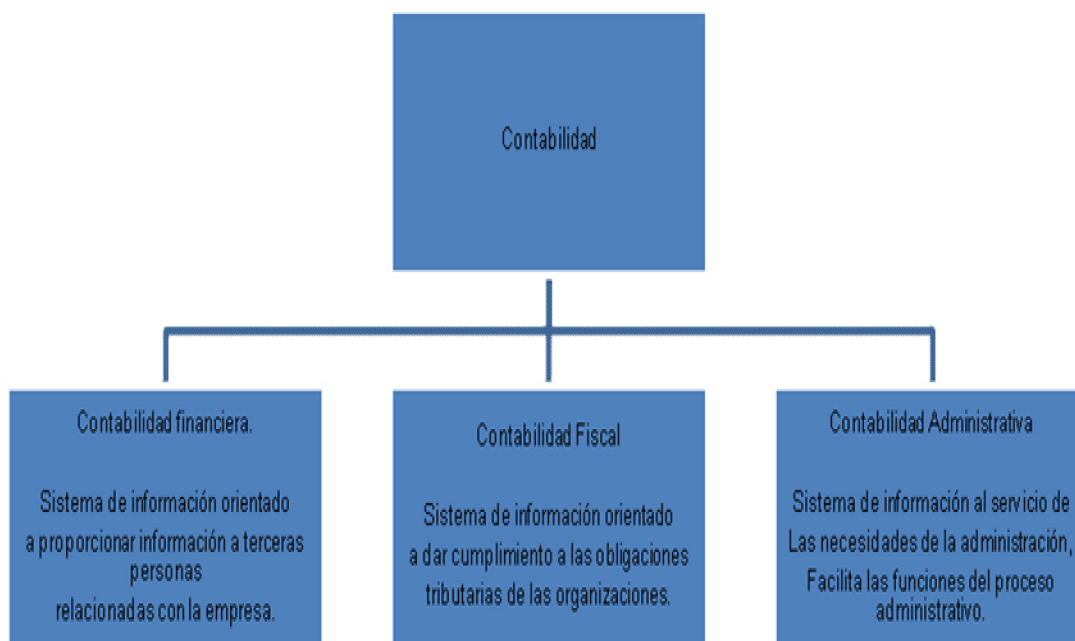 Contabilidad
Contabilidad financiera.
Sistema de información orientado
a proporcionar información a terceras
personas
relacionadas con la empresa.
Contabilidad Fiscal
Sistema de información orientado
a dar cumplimiento a las obligaciones
tributarias de las organizaciones.
Contabilidad Administrativa
Sistema de información al servicio de
Las necesidades de la administración,
Facilita las funciones del proceso
administrativo.